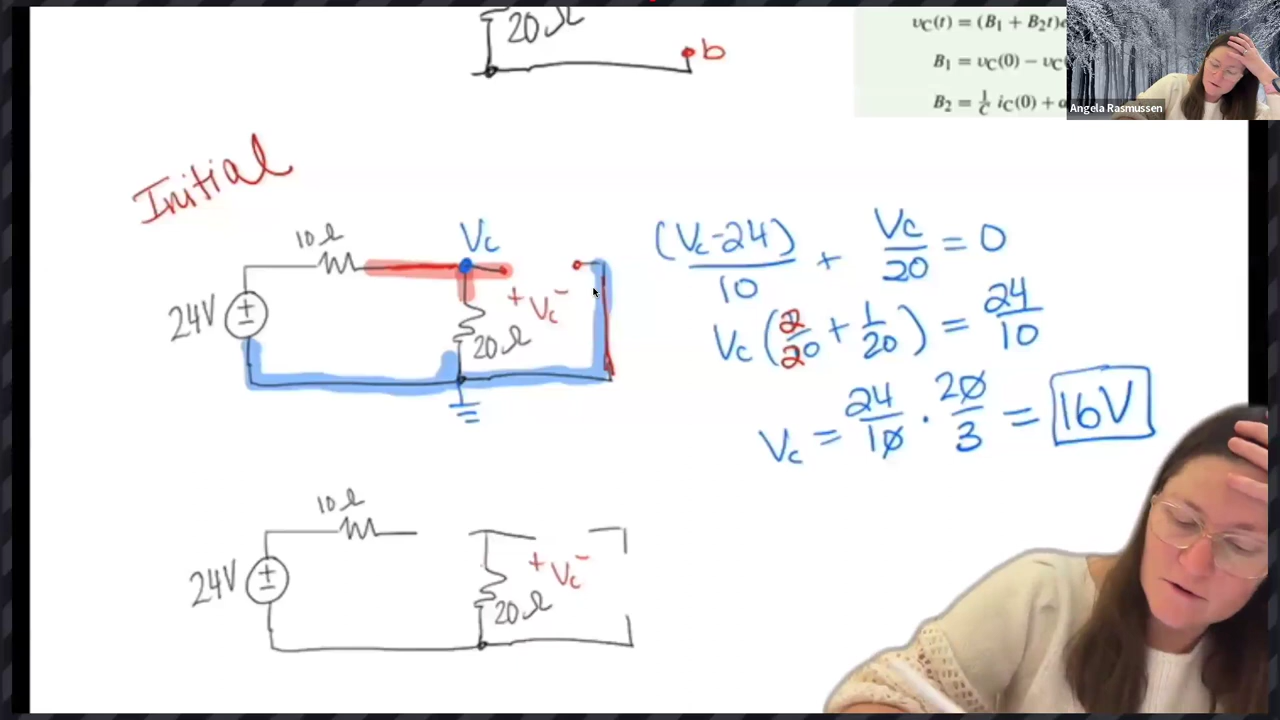 20Ω
b
vC(t) = (B1 + B2t)e
B1 = vC(0) − vC
B2 = 1/C iC(0) + α
Angela Rasmussen
Initial
10Ω
Vc
24V
+ Vc −
20Ω
(Vc-24)/10 + Vc/20 = 0
Vc (2/20 + 1/20) = 24/10
Vc = 24/10 · 20/3 = 16V
10Ω
24V
+ Vc −
20Ω